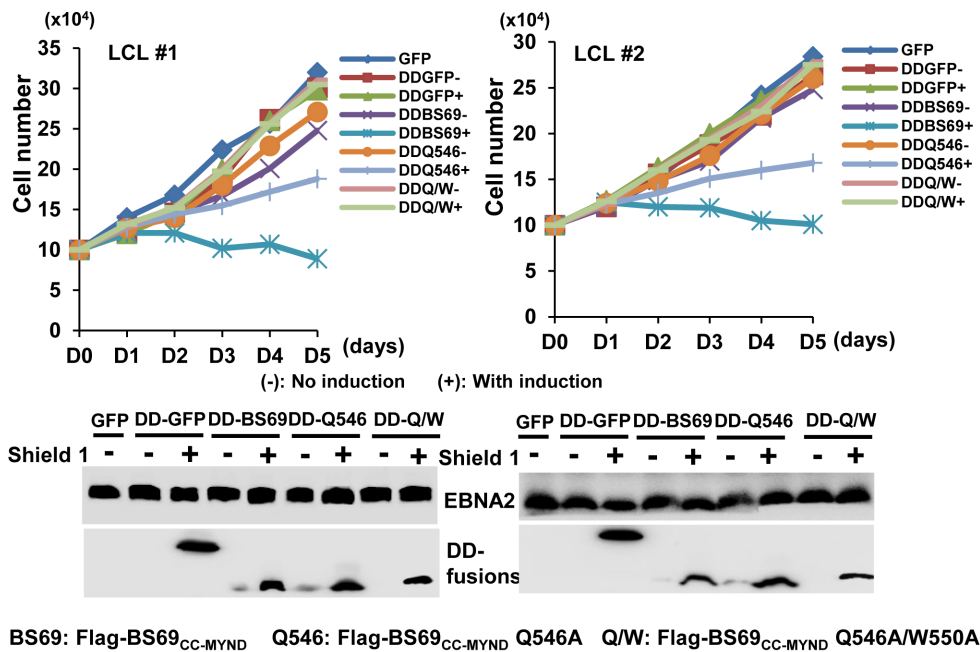 (x10⁴)
LCL #1
Cell number
35
30
25
20
15
10
5
0
D0 D1 D2 D3 D4 D5 (days)
GFP
DDGFP-
DDGFP+
DDBS69-
DDBS69+
DDQ546-
DDQ546+
DDQ/W-
DDQ/W+
(x10⁴)
LCL #2
Cell number
30
25
20
15
10
5
0
D0 D1 D2 D3 D4 D5 (days)
GFP
DDGFP-
DDGFP+
DDBS69-
DDBS69+
DDQ546-
DDQ546+
DDQ/W-
DDQ/W+
(-): No induction (+): With induction
GFP DD-GFP DD-BS69 DD-Q546 DD-Q/W
Shield 1 - - + - + - + - +
GFP DD-GFP DD-BS69 DD-Q546 DD-Q/W
Shield 1 - - + - + - + - +
EBNA2
DD-
fusions
BS69: Flag-BS69CC-MYND Q546: Flag-BS69CC-MYND Q546A Q/W: Flag-BS69CC-MYND Q546A/W550A